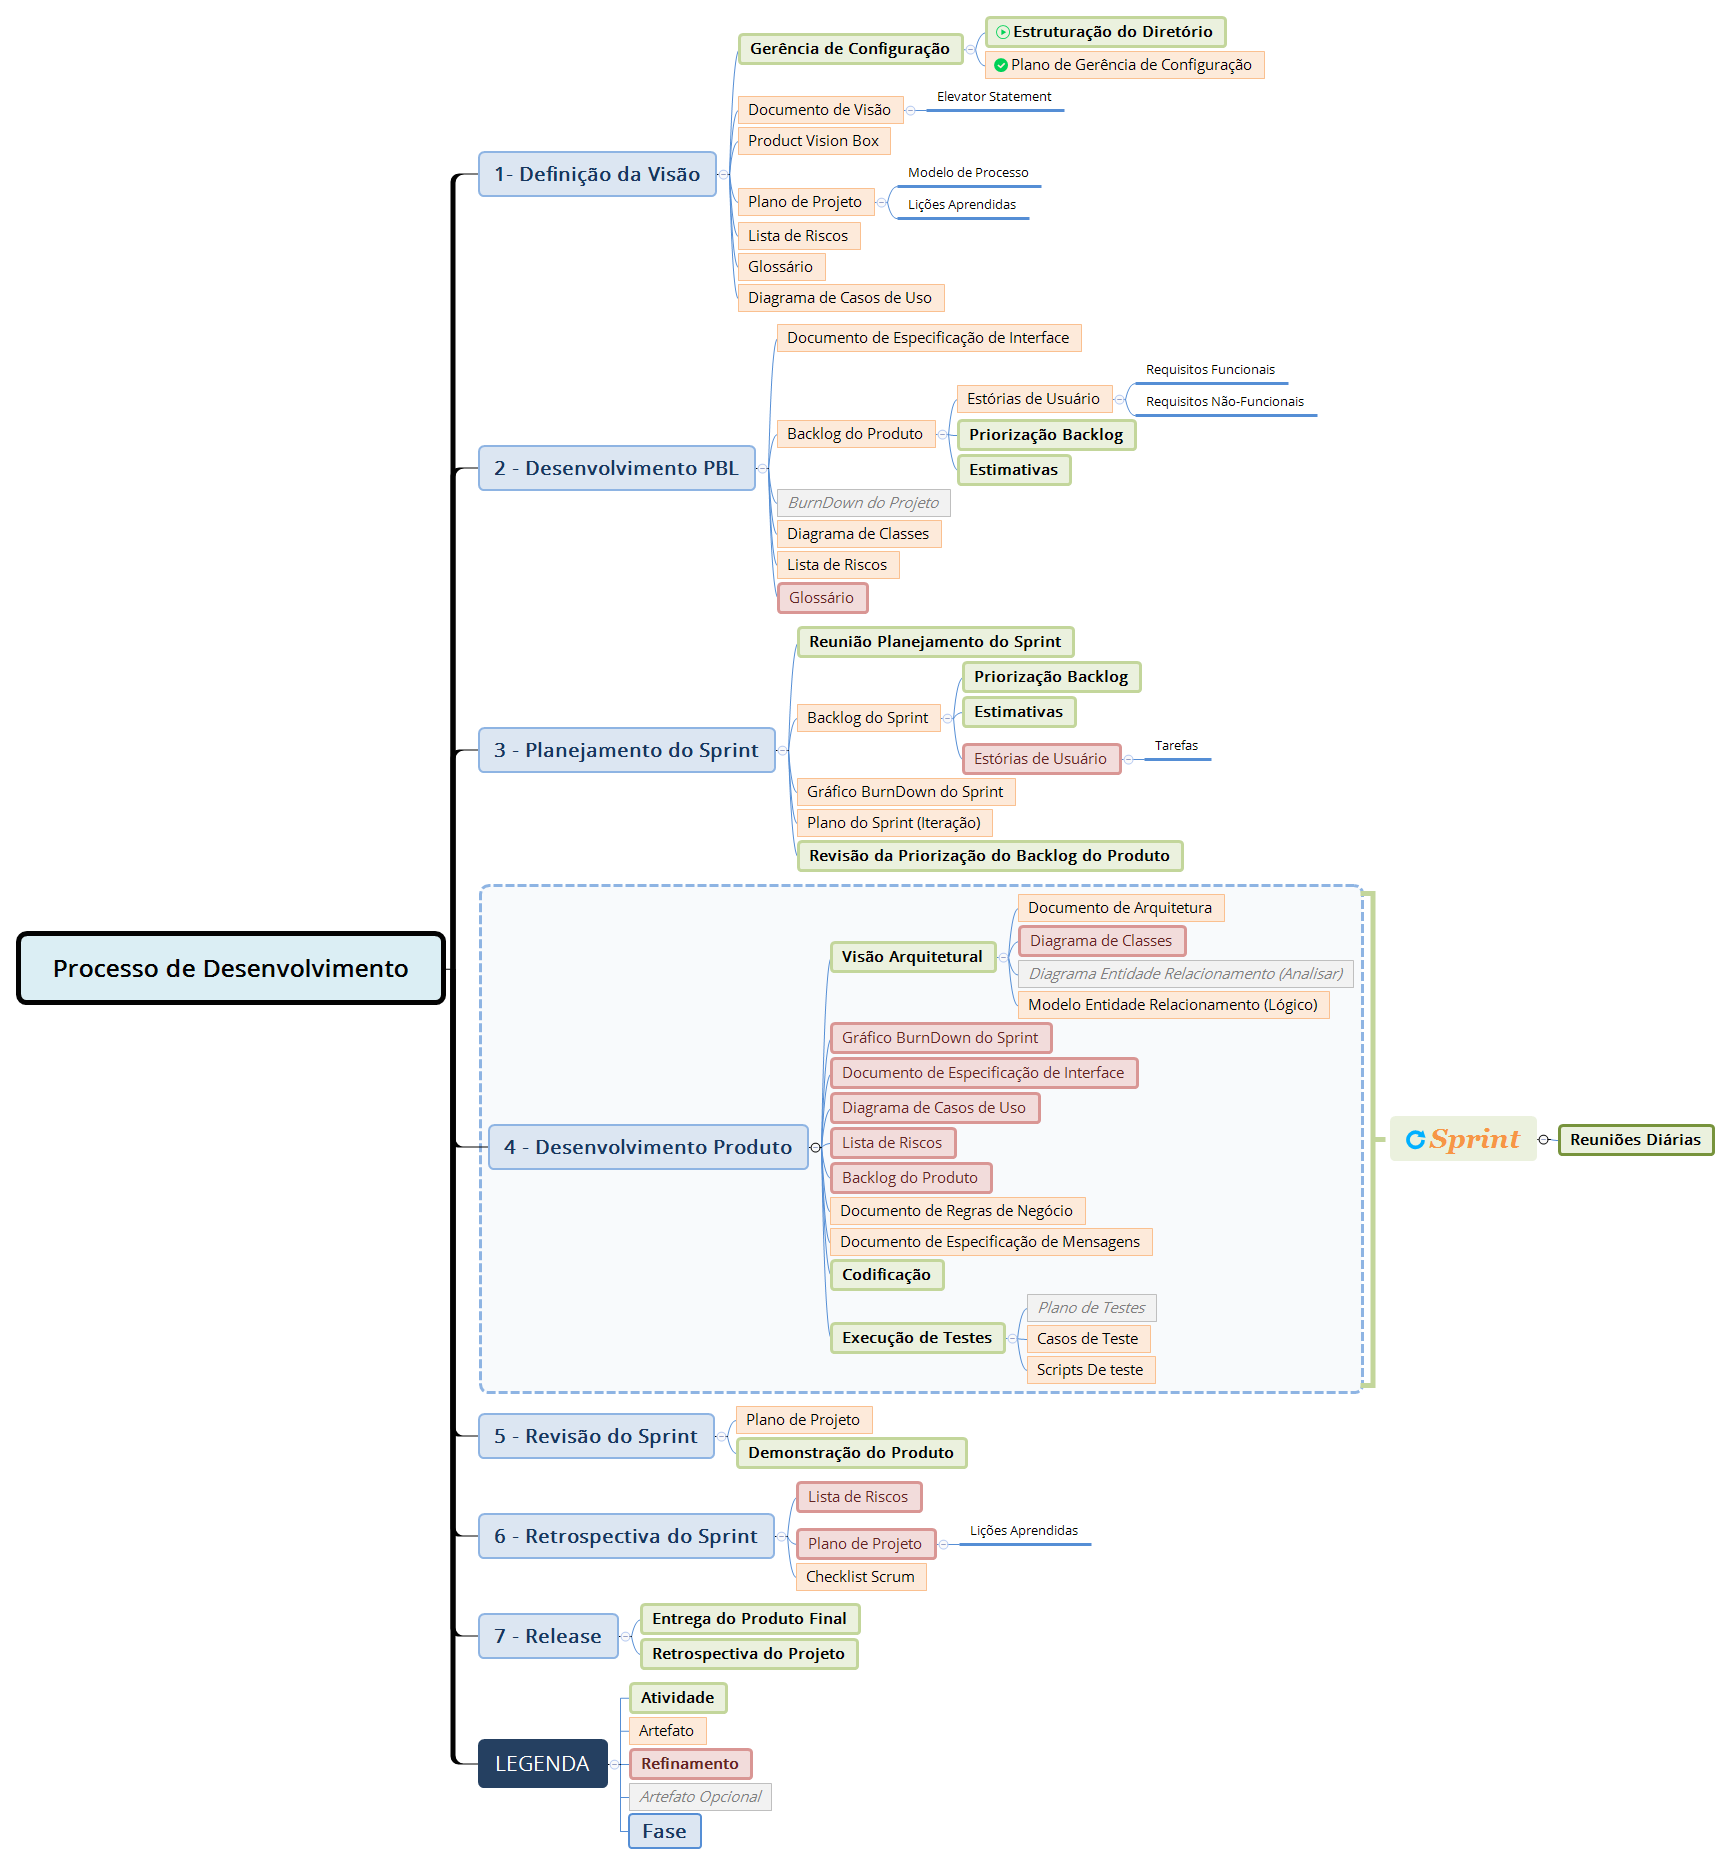 Processo de Desenvolvimento
1- Definição da Visão
Gerência de Configuração
Estruturação do Diretório
Plano de Gerência de Configuração
Documento de Visão
Elevator Statement
Product Vision Box
Plano de Projeto
Modelo de Processo
Lições Aprendidas
Lista de Riscos
Glossário
Diagrama de Casos de Uso
2 - Desenvolvimento PBL
Documento de Especificação de Interface
Backlog do Produto
Estórias de Usuário
Requisitos Funcionais
Requisitos Não-Funcionais
Priorização Backlog
Estimativas
BurnDown do Projeto
Diagrama de Classes
Lista de Riscos
Glossário
3 - Planejamento do Sprint
Reunião Planejamento do Sprint
Backlog do Sprint
Priorização Backlog
Estimativas
Estórias de Usuário
Tarefas
Gráfico BurnDown do Sprint
Plano do Sprint (Iteração)
Revisão da Priorização do Backlog do Produto
4 - Desenvolvimento Produto
Visão Arquitetural
Documento de Arquitetura
Diagrama de Classes
Diagrama Entidade Relacionamento (Analisar)
Modelo Entidade Relacionamento (Lógico)
Gráfico BurnDown do Sprint
Documento de Especificação de Interface
Diagrama de Casos de Uso
Lista de Riscos
Backlog do Produto
Documento de Regras de Negócio
Documento de Especificação de Mensagens
Codificação
Execução de Testes
Plano de Testes
Casos de Teste
Scripts De teste
Sprint
Reuniões Diárias
5 - Revisão do Sprint
Plano de Projeto
Demonstração do Produto
6 - Retrospectiva do Sprint
Lista de Riscos
Plano de Projeto
Lições Aprendidas
Checklist Scrum
7 - Release
Entrega do Produto Final
Retrospectiva do Projeto
LEGENDA
Atividade
Artefato
Refinamento
Artefato Opcional
Fase